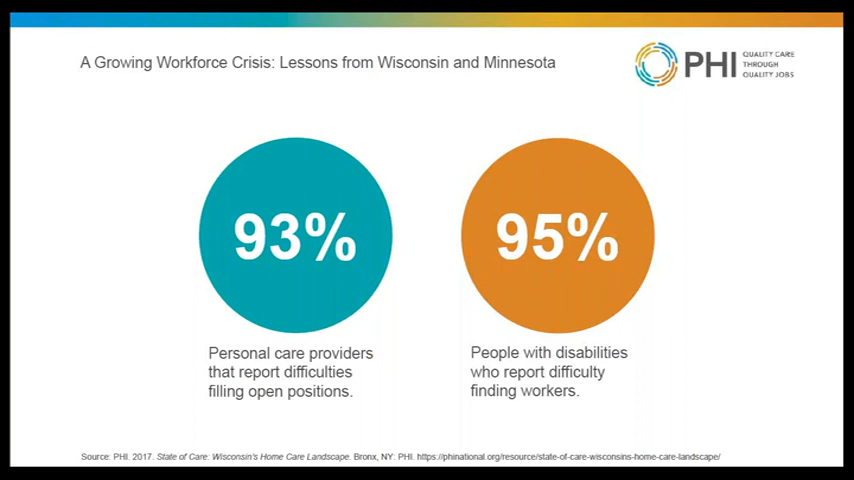 A Growing Workforce Crisis: Lessons from Wisconsin and Minnesota
PHI
QUALITY CARE
THROUGH
QUALITY JOBS
93%
95%
Personal care providers
that report difficulties
filling open positions.
People with disabilities
who report difficulty
finding workers.
Source: PHI. 2017. State of Care: Wisconsin's Home Care Landscape. Bronx, NY: PHI. https://phinational.org/resource/state-of-care-wisconsins-home-care-landscape/